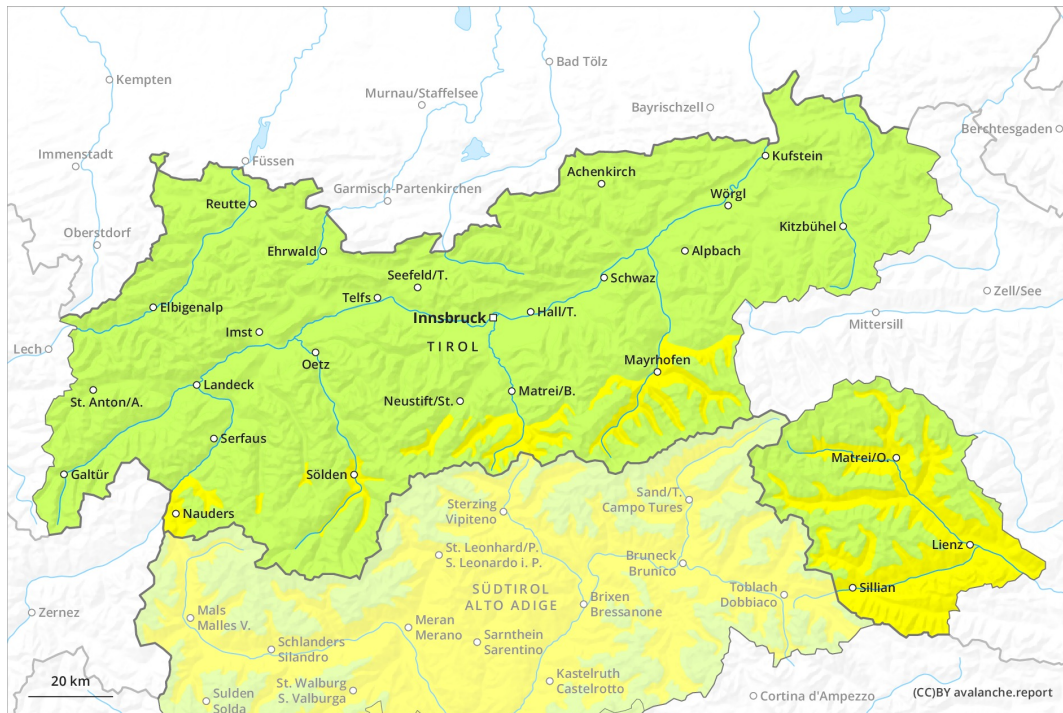 Kempten
Bad Tölz
Murnau/Staffelsee
Bayrischzell
Berchtesgaden
Immenstadt
Füssen
Kufstein
Achenkirch
Garmisch-Partenkirchen
Wörgl
Reutte
Oberstdorf
Kitzbühel
Ehrwald
Alpbach
Seefeld/T.
Schwaz
Zell/See
Telfs
Elbigenalp
Hall/T.
Innsbruck
Mittersill
Imst
TIROL
Lech
Oetz
Mayrhofen
Landeck
St. Anton/A.
Matrei/B.
Neustift/St.
Serfaus
Matrei/O.
Galtür
Sölden
Sand/T.
Campo Tures
Sterzing
Vipiteno
Nauders
Lienz
St. Leonhard/P.
S. Leonardo i. P.
Bruneck
Brunico
Sillian
SÜDTIROL
ALTO ADIGE
Toblach
Dobbiaco
Brixen
Bressanone
Zernez
Mals
Malles V.
Meran
Merano
Sarnthein
Sarentino
Schlanders
Silandro
Kastelruth
Castelrotto
20 km
St. Walburg
S. Valburga
Sulden
Solda
Cortina d'Ampezzo
(CC)BY avalanche.report